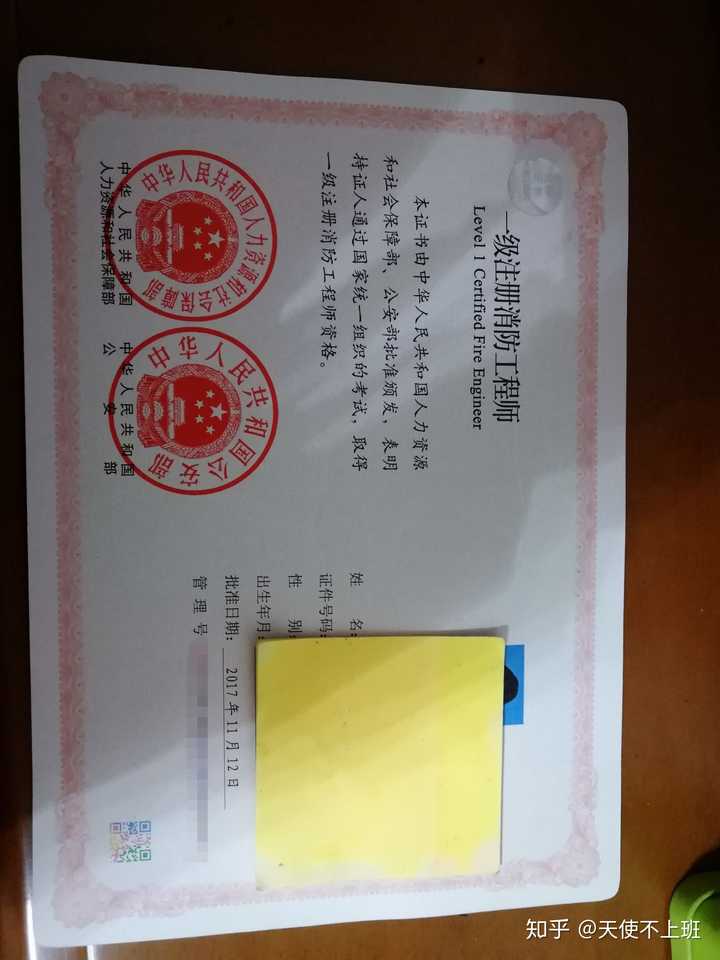 一级注册消防工程师
Level 1 Certified Fire Engineer
本证书由中华人民共和国人力资源
和社会保障部、公安部批准颁发，表明
持证人通过国家统一组织的考试，取得
一级注册消防工程师资格。
中华人民共和国人力资源和社会保障部
中华人民共和国
人力资源和社会保障部
中华人民共和国公安部
中华人民共和国
公安部
姓 名：
证件号码：
性 别：
出生年月：
批准日期： 2017 年 11 月 12 日
管 理 号
知乎 @天使不上班